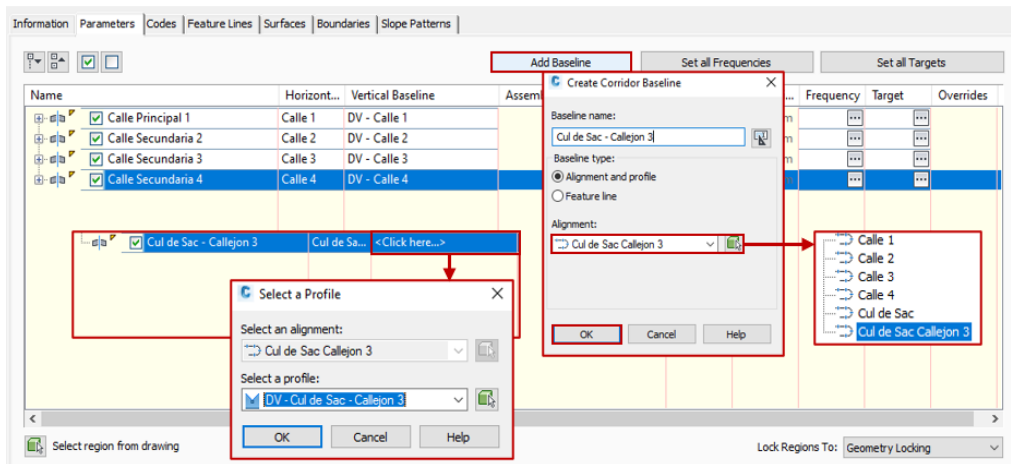 Information Parameters Codes Feature Lines Surfaces Boundaries Slope Patterns
Add Baseline Set all Frequencies Set all Targets
Name Horizont... Vertical Baseline Assembl ... Frequency Target Overrides
Calle Principal 1 Calle 1 DV - Calle 1 m ... ...
Calle Secundaria 2 Calle 2 DV - Calle 2 m ... ...
Calle Secundaria 3 Calle 3 DV - Calle 3 m ... ...
Calle Secundaria 4 Calle 4 DV - Calle 4 m ... ...
Create Corridor Baseline
Baseline name:
Cul de Sac - Callejon 3
Baseline type:
Alignment and profile
Feature line
Alignment:
Cul de Sac Callejon 3
OK Cancel Help
Calle 1
Calle 2
Calle 3
Calle 4
Cul de Sac
Cul de Sac Callejon 3
Cul de Sac - Callejon 3 Cul de Sa... <Click here...>
Select a Profile
Select an alignment:
Cul de Sac Callejon 3
Select a profile:
DV - Cul de Sac - Callejon 3
OK Cancel Help
Select region from drawing Lock Regions To: Geometry Locking